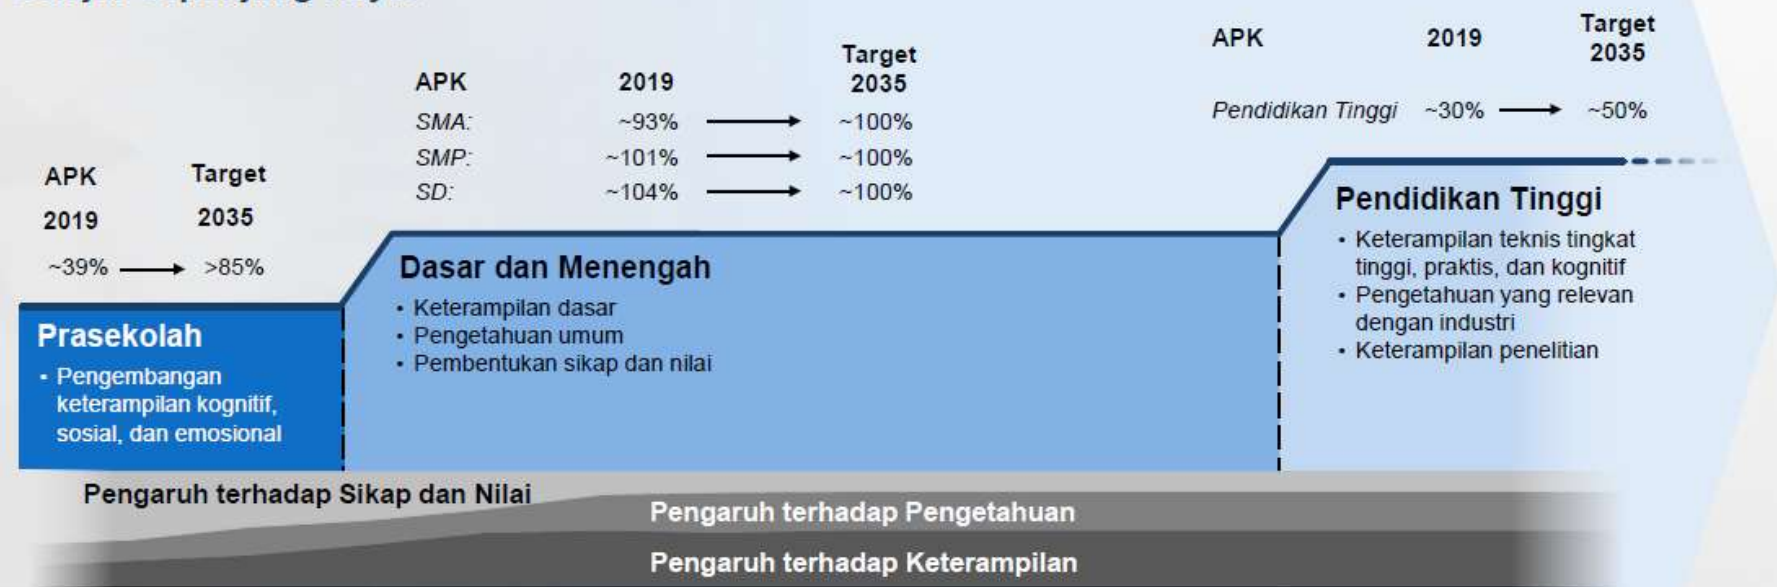 APK Target
2019 2035
~39% >85%
Prasekolah
• Pengembangan
keterampilan kognitif,
sosial, dan emosional
APK 2019 Target
2035
SMA: ~93% ~100%
SMP: ~101% ~100%
SD: ~104% ~100%
Dasar dan Menengah
• Keterampilan dasar
• Pengetahuan umum
• Pembentukan sikap dan nilai
APK 2019 Target
2035
Pendidikan Tinggi ~30% ~50%
Pendidikan Tinggi
• Keterampilan teknis tingkat
tinggi, praktis, dan kognitif
• Pengetahuan yang relevan
dengan industri
• Keterampilan penelitian
Pengaruh terhadap Sikap dan Nilai
Pengaruh terhadap Pengetahuan
Pengaruh terhadap Keterampilan